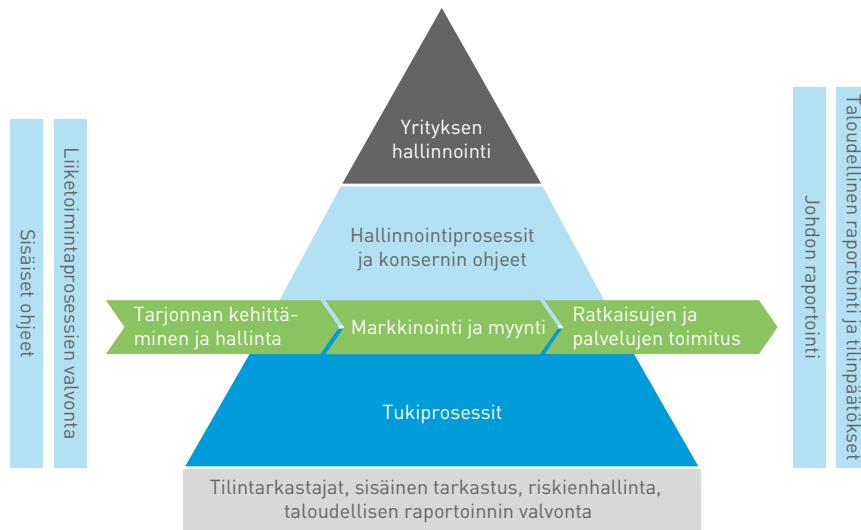 Yrityksen
hallinnointi
Hallinnointiprosessit
ja konsernin ohjeet
Sisäiset ohjeet
Liiketoimintaprosessien valvonta
Tarjonnan kehittä-
minen ja hallinta
Markkinointi ja myynti
Ratkaisujen ja
palvelujen toimitus
Johdon raportointi
Taloudellinen raportointi ja tilinpäätökset
Tukiprosessit
Tilintarkastajat, sisäinen tarkastus, riskienhallinta,
taloudellisen raportoinnin valvonta